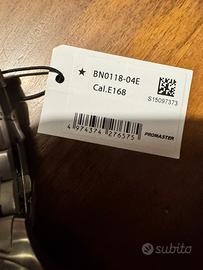 ★ BN0118-04E
Cal.E168
S15097373
4 974374 276575
PROMASTER
subito